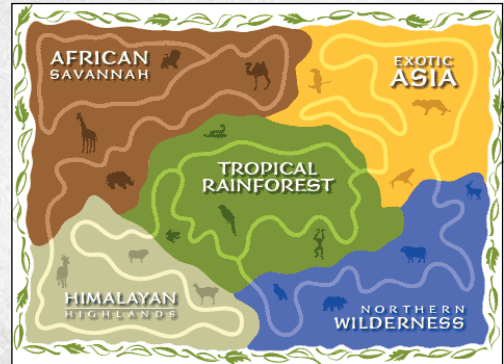 AFRICAN
SAVANNAH
EXOTIC
ASIA
TROPICAL
RAINFOREST
HIMALAYAN
HIGHLANDS
NORTHERN
WILDERNESS